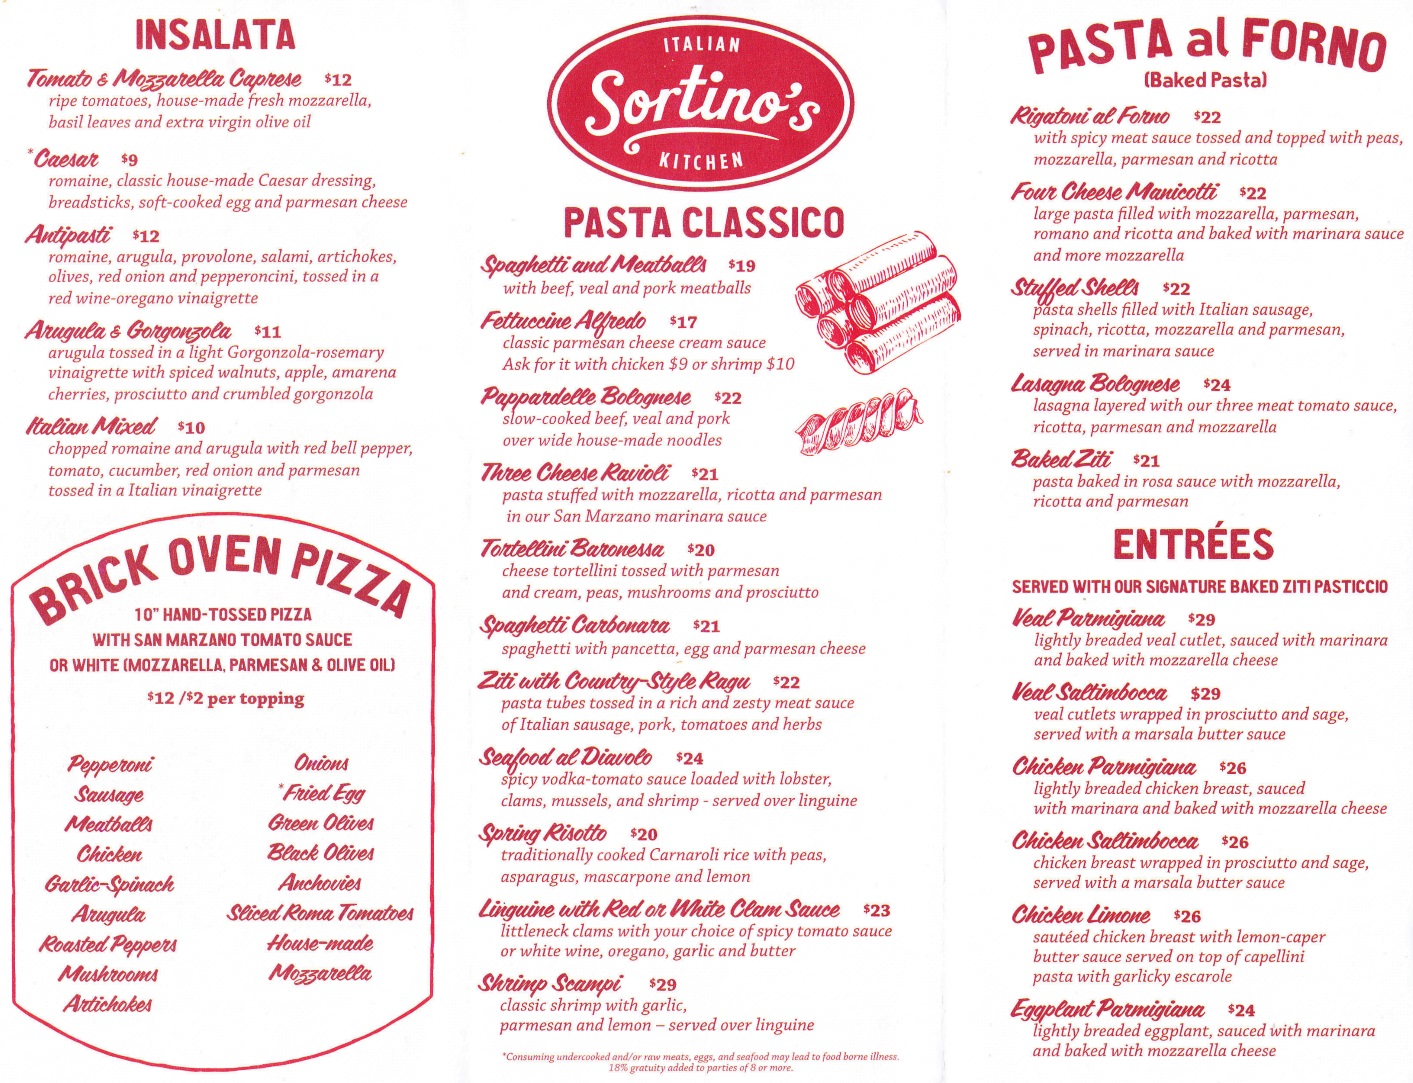 INSALATA
Tomato & Mozzarella Caprese $12
ripe tomatoes, house-made fresh mozzarella,
basil leaves and extra virgin olive oil
*Caesar $9
romaine, classic house-made Caesar dressing,
breadsticks, soft-cooked egg and parmesan cheese
Antipasti $12
romaine, arugula, provolone, salami, artichokes,
olives, red onion and pepperoncini, tossed in a
red wine-oregano vinaigrette
Arugula & Gorgonzola $11
arugula tossed in a light Gorgonzola-rosemary
vinaigrette with spiced walnuts, apple, amarena
cherries, prosciutto and crumbled gorgonzola
Italian Mixed $10
chopped romaine and arugula with red bell pepper,
tomato, cucumber, red onion and parmesan
tossed in a Italian vinaigrette
BRICK OVEN PIZZA
10" HAND-TOSSED PIZZA
WITH SAN MARZANO TOMATO SAUCE
OR WHITE (MOZZARELLA, PARMESAN & OLIVE OIL)
$12 /$2 per topping
Pepperoni
Sausage
Meatballs
Chicken
Garlic-Spinach
Arugula
Roasted Peppers
Mushrooms
Artichokes
Onions
*Fried Egg
Green Olives
Black Olives
Anchovies
Sliced Roma Tomatoes
House-made
Mozzarella
ITALIAN
Sortino's
KITCHEN
PASTA CLASSICO
Spaghetti and Meatballs $19
with beef, veal and pork meatballs
Fettuccine Alfredo $17
classic parmesan cheese cream sauce
Ask for it with chicken $9 or shrimp $10
Pappardelle Bolognese $22
slow-cooked beef, veal and pork
over wide house-made noodles
Three Cheese Ravioli $21
pasta stuffed with mozzarella, ricotta and parmesan
in our San Marzano marinara sauce
Tortellini Baronessa $20
cheese tortellini tossed with parmesan
and cream, peas, mushrooms and prosciutto
Spaghetti Carbonara $21
spaghetti with pancetta, egg and parmesan cheese
Ziti with Country-Style Ragu $22
pasta tubes tossed in a rich and zesty meat sauce
of Italian sausage, pork, tomatoes and herbs
Seafood al Diavolo $24
spicy vodka-tomato sauce loaded with lobster,
clams, mussels, and shrimp - served over linguine
Spring Risotto $20
traditionally cooked Carnaroli rice with peas,
asparagus, mascarpone and lemon
Linguine with Red or White Clam Sauce $23
littleneck clams with your choice of spicy tomato sauce
or white wine, oregano, garlic and butter
Shrimp Scampi $29
classic shrimp with garlic,
parmesan and lemon – served over linguine
*Consuming undercooked and/or raw meats, eggs, and seafood may lead to food borne illness.
18% gratuity added to parties of 8 or more.
PASTA al FORNO
(Baked Pasta)
Rigatoni al Forno $22
with spicy meat sauce tossed and topped with peas,
mozzarella, parmesan and ricotta
Four Cheese Manicotti $22
large pasta filled with mozzarella, parmesan,
romano and ricotta and baked with marinara sauce
and more mozzarella
Stuffed Shells $22
pasta shells filled with Italian sausage,
spinach, ricotta, mozzarella and parmesan,
served in marinara sauce
Lasagna Bolognese $24
lasagna layered with our three meat tomato sauce,
ricotta, parmesan and mozzarella
Baked Ziti $21
pasta baked in rosa sauce with mozzarella,
ricotta and parmesan
ENTRÉES
SERVED WITH OUR SIGNATURE BAKED ZITI PASTICCIO
Veal Parmigiana $29
lightly breaded veal cutlet, sauced with marinara
and baked with mozzarella cheese
Veal Saltimbocca $29
veal cutlets wrapped in prosciutto and sage,
served with a marsala butter sauce
Chicken Parmigiana $26
lightly breaded chicken breast, sauced
with marinara and baked with mozzarella cheese
Chicken Saltimbocca $26
chicken breast wrapped in prosciutto and sage,
served with a marsala butter sauce
Chicken Limone $26
sautéed chicken breast with lemon-caper
butter sauce served on top of capellini
pasta with garlicky escarole
Eggplant Parmigiana $24
lightly breaded eggplant, sauced with marinara
and baked with mozzarella cheese